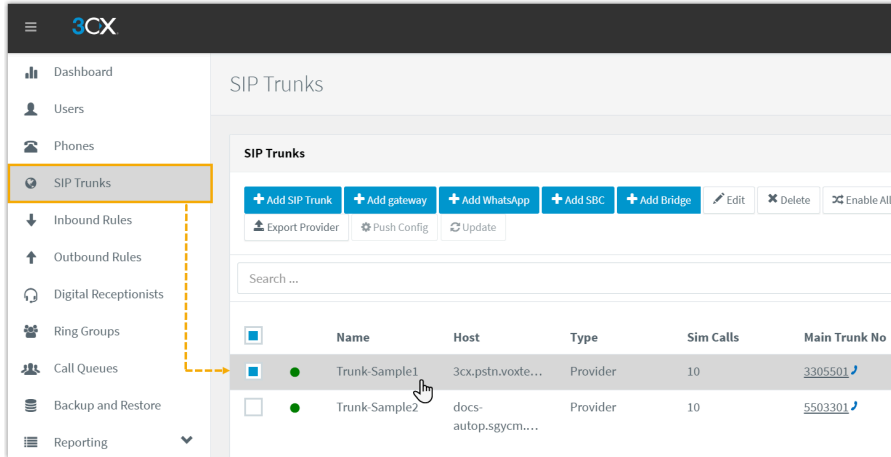 3CX
Dashboard
Users
Phones
SIP Trunks
Inbound Rules
Outbound Rules
Digital Receptionists
Ring Groups
Call Queues
Backup and Restore
Reporting
SIP Trunks
SIP Trunks
Add SIP Trunk Add gateway Add WhatsApp Add SBC Add Bridge Edit Delete Enable All
Export Provider Push Config Update
Search ...
Name Host Type Sim Calls Main Trunk No
Trunk-Sample1 3cx.pstn.voxte... Provider 10 3305501
Trunk-Sample2 docs- Provider 10 5503301
autop.sgycm....